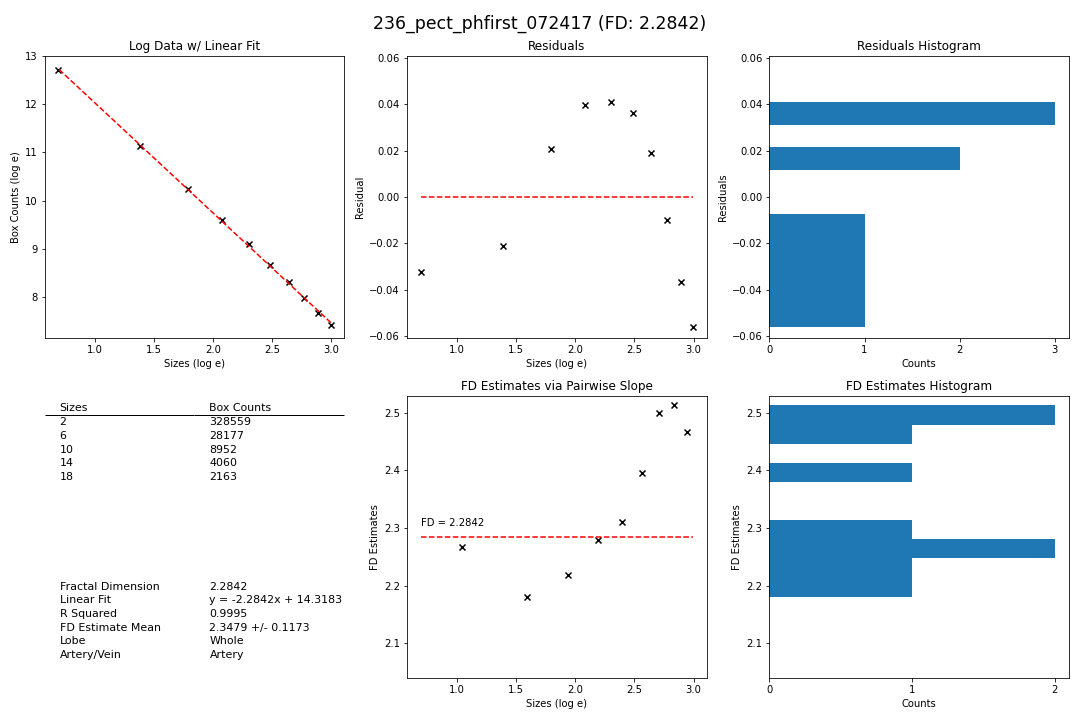 236_pect_phfirst_072417 (FD: 2.2842)
Log Data w/ Linear Fit
Box Counts (log e)
13
12
11
10
9
8
1.0 1.5 2.0 2.5 3.0
Sizes (log e)
Residuals
Residual
0.06
0.04
0.02
0.00
−0.02
−0.04
−0.06
1.0 1.5 2.0 2.5 3.0
Sizes (log e)
Residuals Histogram
Residuals
0.06
0.04
0.02
0.00
−0.02
−0.04
−0.06
0 1 2 3
Counts
Sizes Box Counts
2 328559
6 28177
10 8952
14 4060
18 2163
Fractal Dimension 2.2842
Linear Fit y = -2.2842x + 14.3183
R Squared 0.9995
FD Estimate Mean 2.3479 +/- 0.1173
Lobe Whole
Artery/Vein Artery
FD Estimates via Pairwise Slope
FD Estimates
2.5
2.4
2.3
2.2
2.1
FD = 2.2842
1.0 1.5 2.0 2.5 3.0
Sizes (log e)
FD Estimates Histogram
FD Estimates
2.5
2.4
2.3
2.2
2.1
0 1 2
Counts